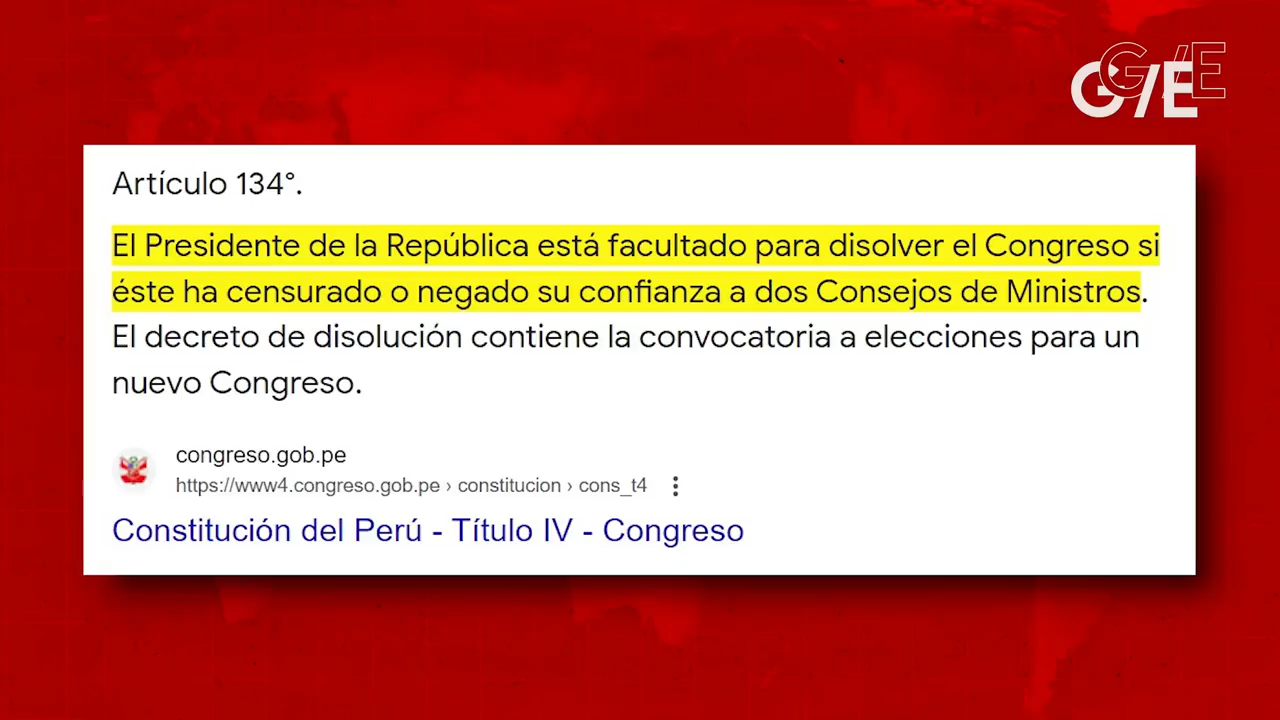 G/E
G/E
Artículo 134°.
El Presidente de la República está facultado para disolver el Congreso si
éste ha censurado o negado su confianza a dos Consejos de Ministros.
El decreto de disolución contiene la convocatoria a elecciones para un
nuevo Congreso.
congreso.gob.pe
https://www4.congreso.gob.pe › constitucion › cons_t4
Constitución del Perú - Título IV - Congreso